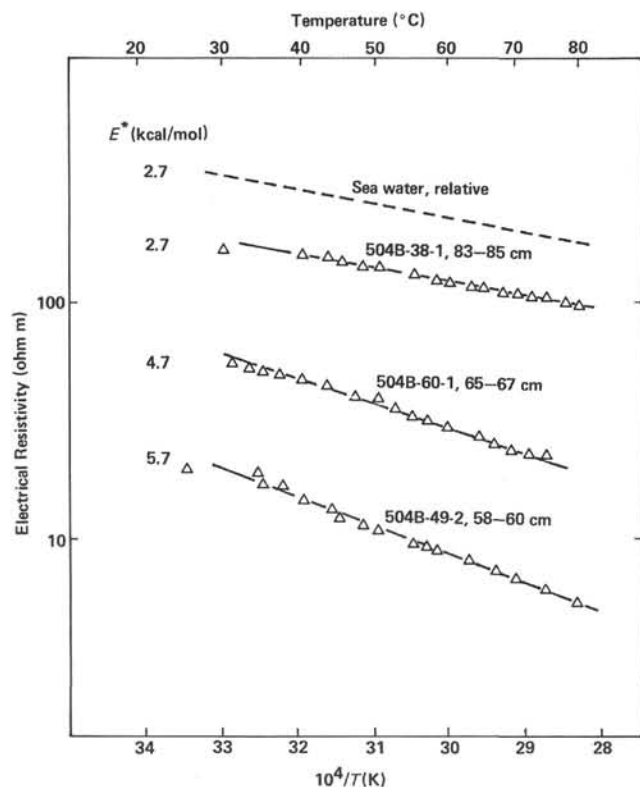 Temperature (°C)
20 30 40 50 60 70 80
E* (kcal/mol)
2.7
Sea water, relative
2.7
504B-38-1, 83–85 cm
100
4.7
504B-60-1, 65–67 cm
5.7
504B-49-2, 58–60 cm
10
Electrical Resistivity (ohm m)
34 33 32 31 30 29 28
10⁴/T(K)